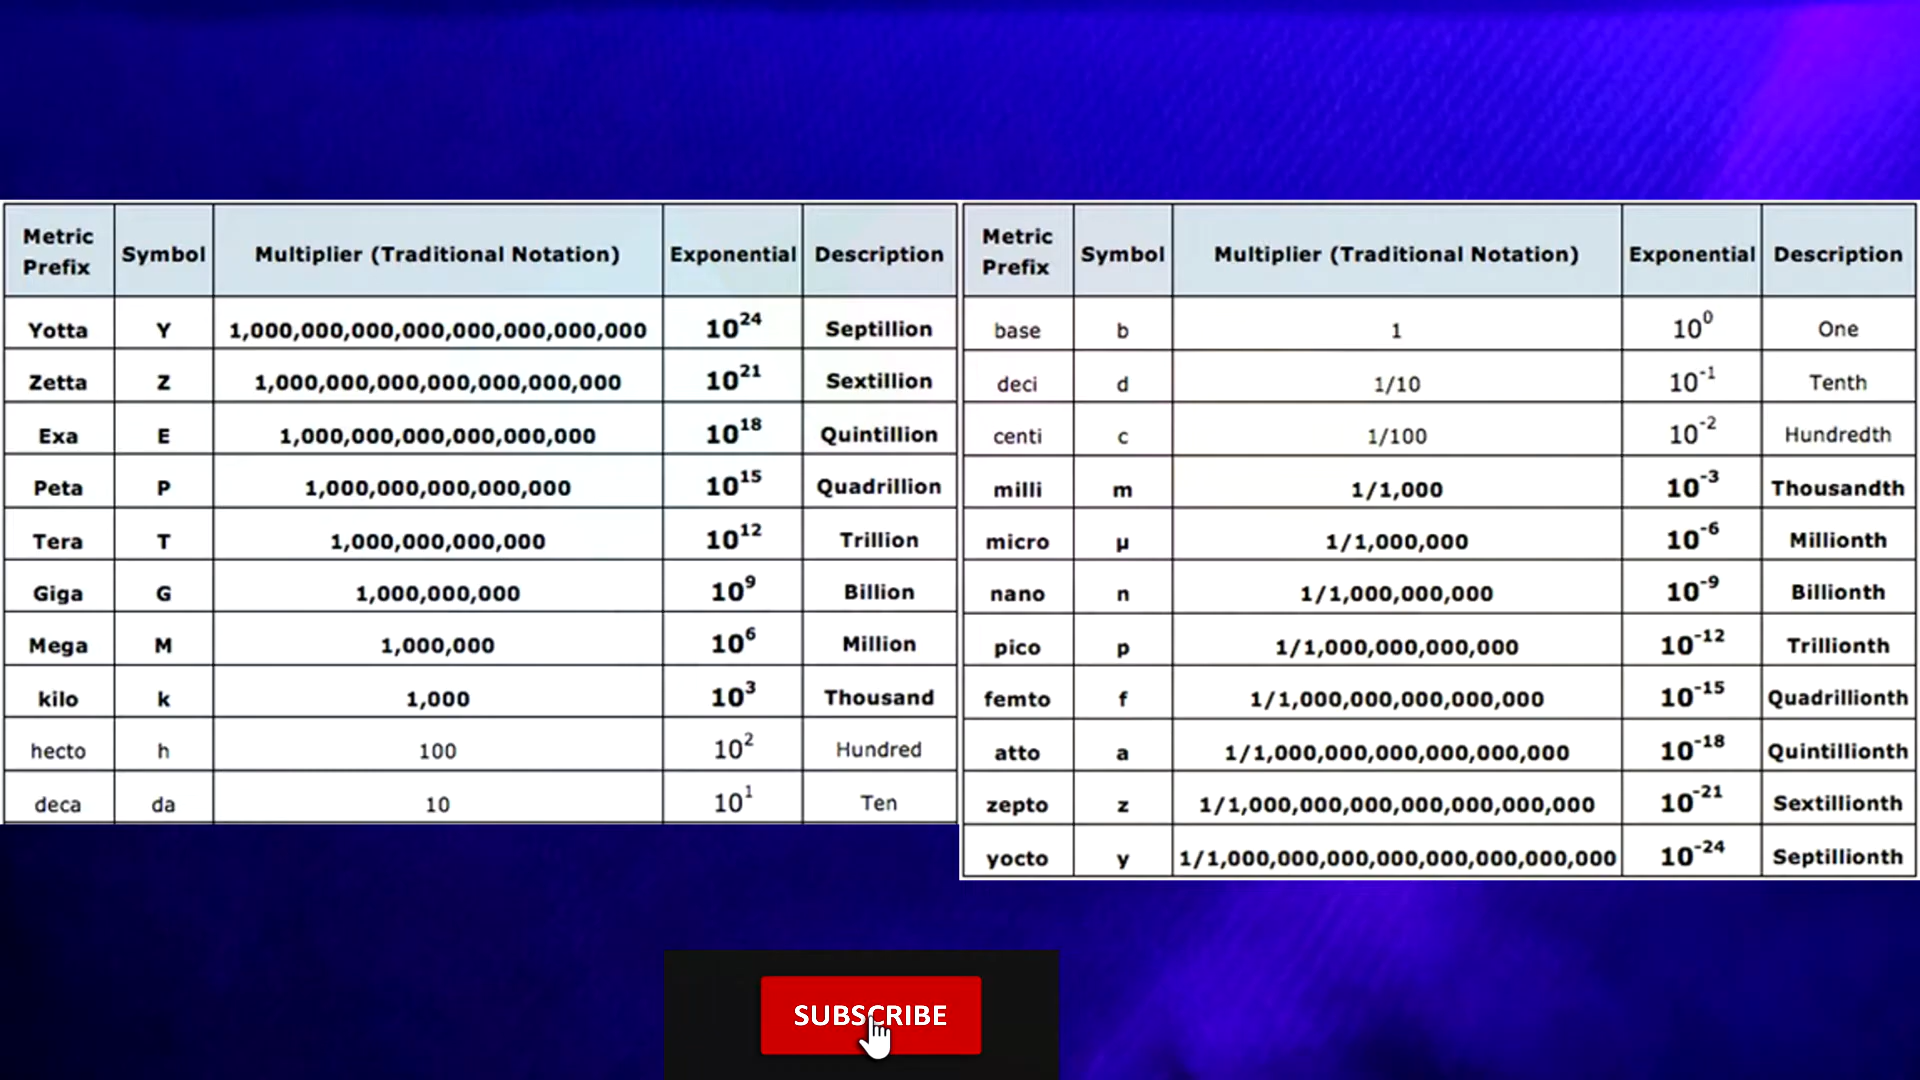 Metric Prefix Symbol Multiplier (Traditional Notation) Exponential Description
Yotta Y 1,000,000,000,000,000,000,000,000 10^24 Septillion
Zetta Z 1,000,000,000,000,000,000,000 10^21 Sextillion
Exa E 1,000,000,000,000,000,000 10^18 Quintillion
Peta P 1,000,000,000,000,000 10^15 Quadrillion
Tera T 1,000,000,000,000 10^12 Trillion
Giga G 1,000,000,000 10^9 Billion
Mega M 1,000,000 10^6 Million
kilo k 1,000 10^3 Thousand
hecto h 100 10^2 Hundred
deca da 10 10^1 Ten
Metric Prefix Symbol Multiplier (Traditional Notation) Exponential Description
base b 1 10^0 One
deci d 1/10 10^-1 Tenth
centi c 1/100 10^-2 Hundredth
milli m 1/1,000 10^-3 Thousandth
micro µ 1/1,000,000 10^-6 Millionth
nano n 1/1,000,000,000 10^-9 Billionth
pico p 1/1,000,000,000,000 10^-12 Trillionth
femto f 1/1,000,000,000,000,000 10^-15 Quadrillionth
atto a 1/1,000,000,000,000,000,000 10^-18 Quintillionth
zepto z 1/1,000,000,000,000,000,000,000 10^-21 Sextillionth
yocto y 1/1,000,000,000,000,000,000,000,000 10^-24 Septillionth
SUBSCRIBE